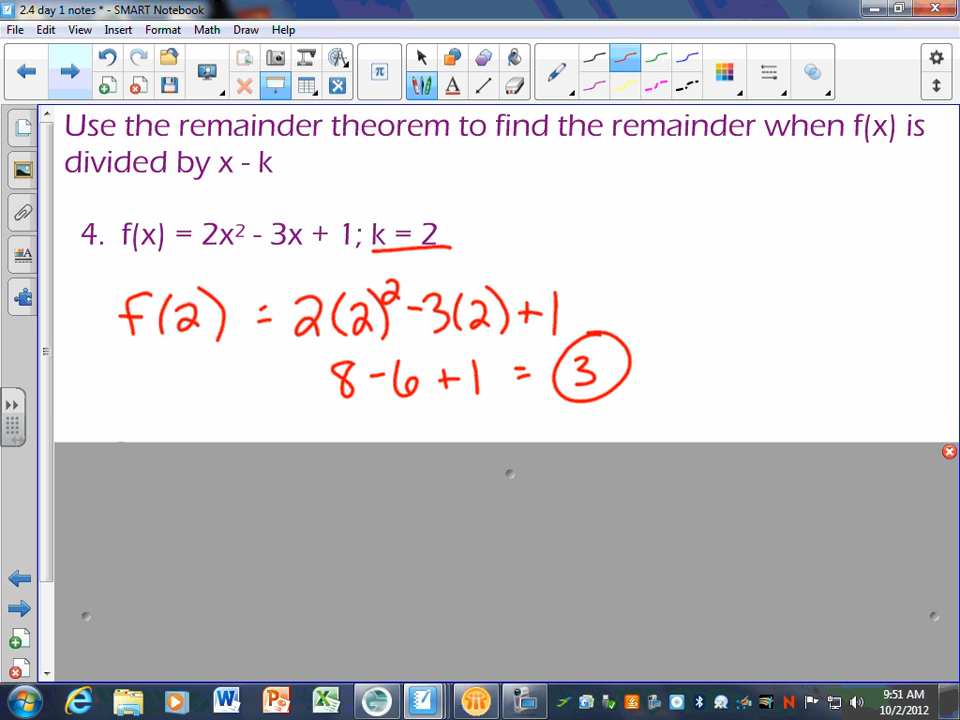 2.4 day 1 notes * - SMART Notebook
File Edit View Insert Format Math Draw Help
Use the remainder theorem to find the remainder when f(x) is
divided by x - k
4. f(x) = 2x² - 3x + 1; k = 2
f(2) = 2(2)² - 3(2) + 1
8 - 6 + 1 = 3
9:51 AM
10/2/2012